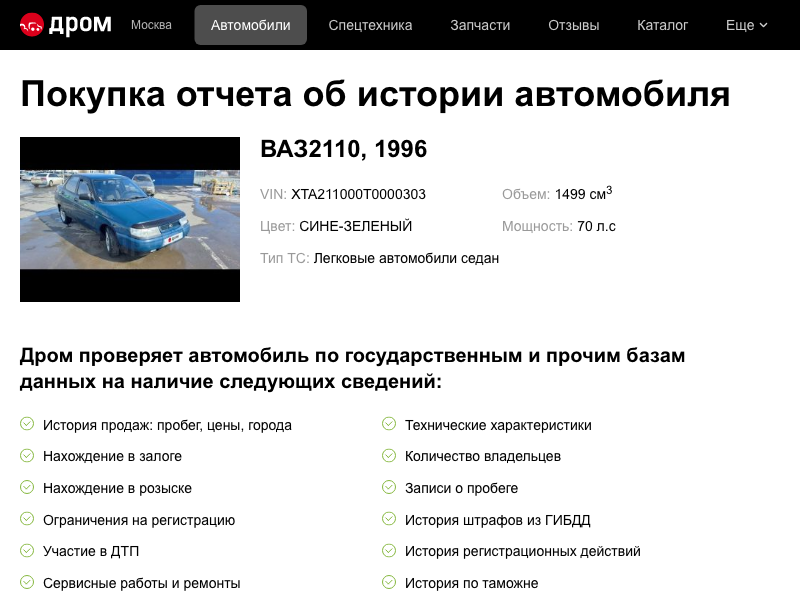 дром Москва Автомобили Спецтехника Запчасти Отзывы Каталог Еще
Покупка отчета об истории автомобиля
ВАЗ2110, 1996
VIN: XTA211000T0000303 Объем: 1499 см3
Цвет: СИНЕ-ЗЕЛЕНЫЙ Мощность: 70 л.с
Тип ТС: Легковые автомобили седан
Дром проверяет автомобиль по государственным и прочим базам
данных на наличие следующих сведений:
История продаж: пробег, цены, города
Нахождение в залоге
Нахождение в розыске
Ограничения на регистрацию
Участие в ДТП
Сервисные работы и ремонты
Технические характеристики
Количество владельцев
Записи о пробеге
История штрафов из ГИБДД
История регистрационных действий
История по таможне